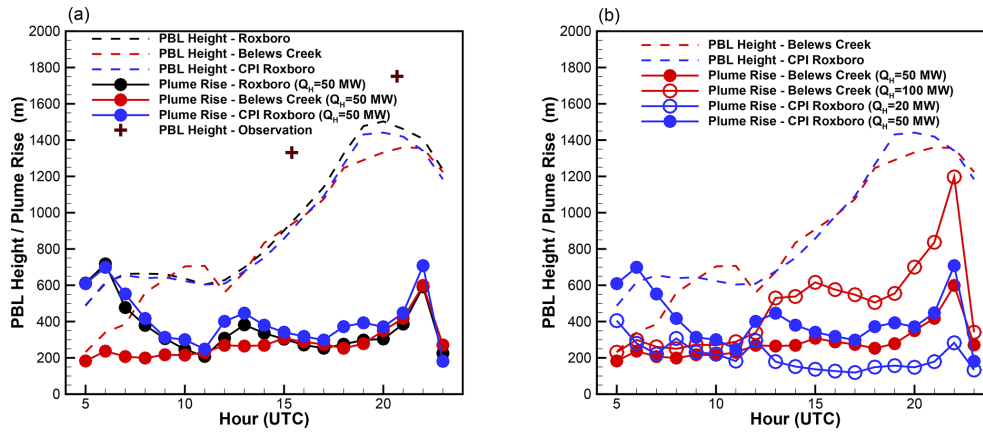 (a)
2000
1800
1600
1400
1200
1000
800
600
400
200
0
PBL Height / Plume Rise (m)
PBL Height - Roxboro
PBL Height - Belews Creek
PBL Height - CPI Roxboro
Plume Rise - Roxboro (QH=50 MW)
Plume Rise - Belews Creek (QH=50 MW)
Plume Rise - CPI Roxboro (QH=50 MW)
PBL Height - Observation
5 10 15 20
Hour (UTC)
(b)
2000
1800
1600
1400
1200
1000
800
600
400
200
0
PBL Height / Plume Rise (m)
PBL Height - Belews Creek
PBL Height - CPI Roxboro
Plume Rise - Belews Creek (QH=50 MW)
Plume Rise - Belews Creek (QH=100 MW)
Plume Rise - CPI Roxboro (QH=20 MW)
Plume Rise - CPI Roxboro (QH=50 MW)
5 10 15 20
Hour (UTC)